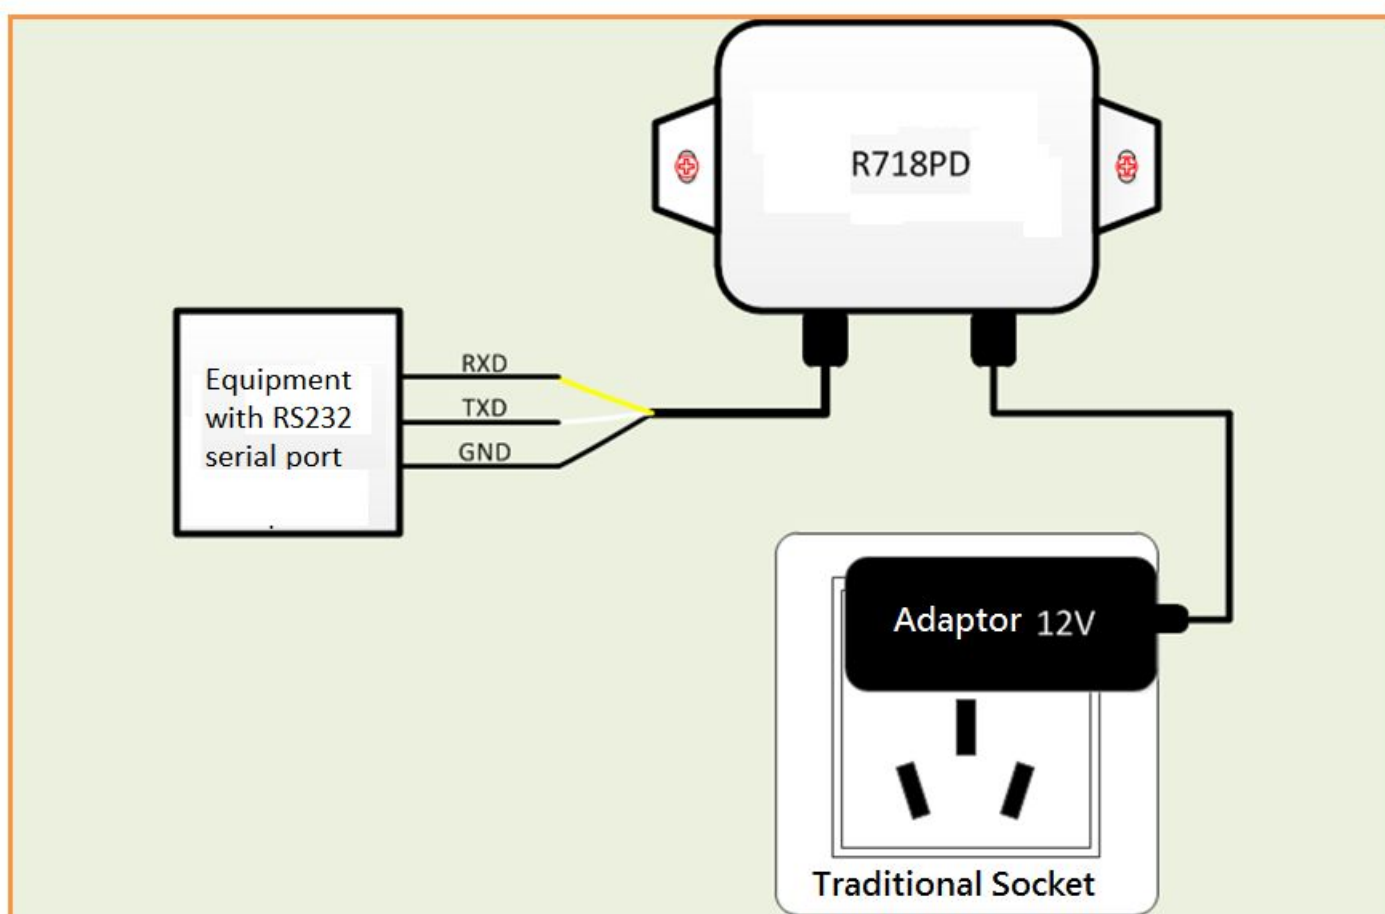 R718PD
RXD
TXD
GND
Equipment
with RS232
serial port
Adaptor 12V
Traditional Socket